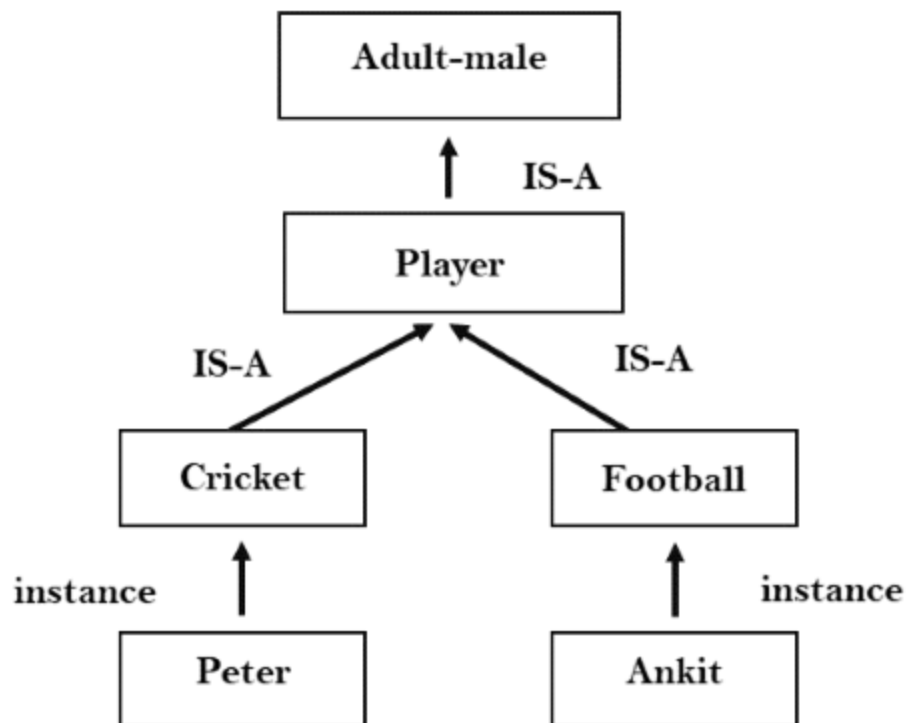 Adult-male
IS-A
Player
IS-A
IS-A
Cricket
Football
instance
instance
Peter
Ankit